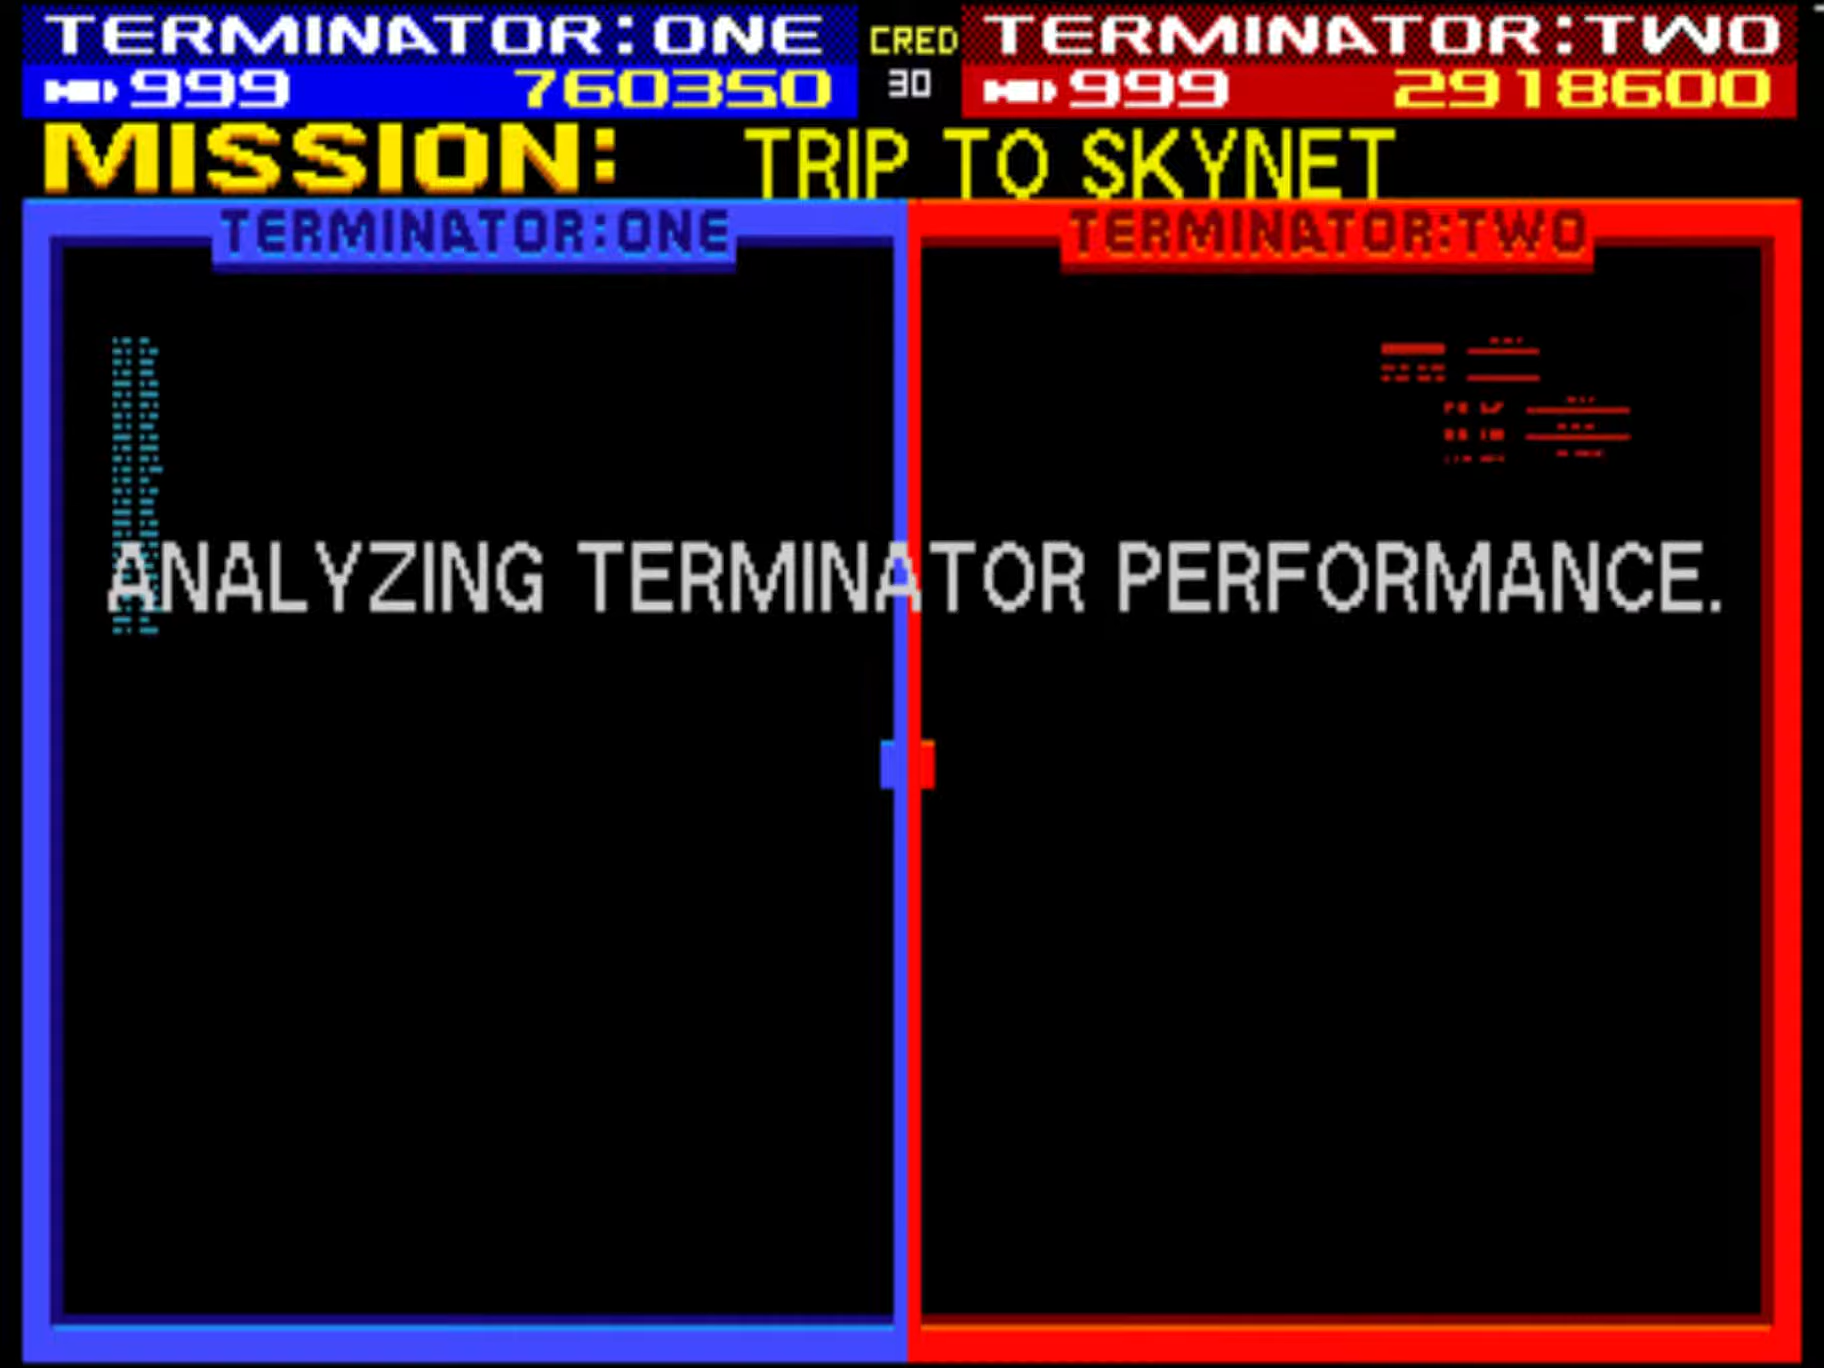 TERMINATOR:ONE
CRED
TERMINATOR:TWO
999 760350
30
999 2918600
MISSION: TRIP TO SKYNET
TERMINATOR:ONE
TERMINATOR:TWO
ANALYZING TERMINATOR PERFORMANCE.